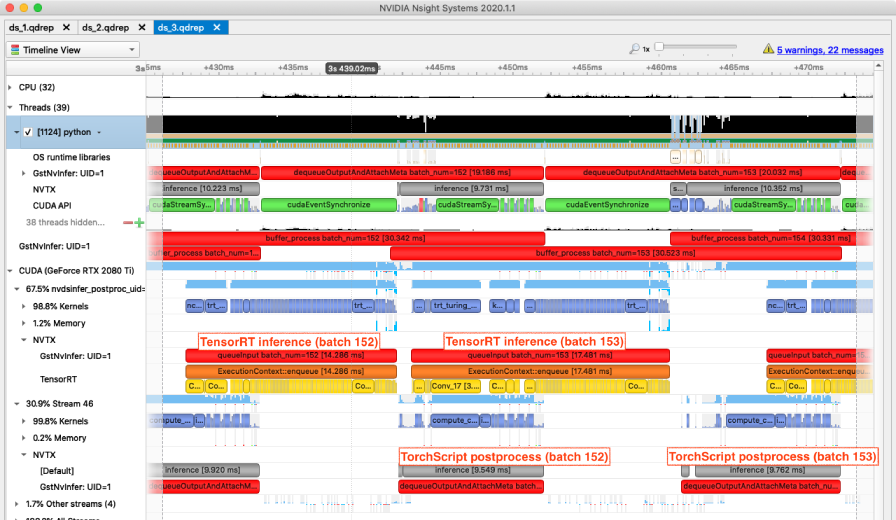 NVIDIA Nsight Systems 2020.1.1
ds_1.qdrep ✕ ds_2.qdrep ✕ ds_3.qdrep ✕
Timeline View 1x 5 warnings, 22 messages
3s 5ms +430ms +435ms 3s 439.02ms +445ms +450ms +455ms +460ms +465ms +470ms
CPU (32)
Threads (39)
[1124] python
OS runtime libraries ...
GstNvInfer: UID=1 dequeueOutputAndAttachM... dequeueOutputAndAttachMeta batch_num=152 [19.186 ms] dequeueOutputAndAttachMeta batch_num=153 [20.032 ms] deque...
NVTX inference [10.223 ms] inference [9.731 ms] s... inference [10.352 ms]
CUDA API cudaStreamSy... cudaEventSynchronize cudaStreamSy... cudaEventSynchronize ... cudaStreamSy... cuda...
38 threads hidden...
buffer_process batch_num=152 [30.342 ms] buffer_process batch_num=154 [30.331 ms]
GstNvInfer: UID=1 buffer_process batch_num=1... buffer_process batch_num=153 [30.523 ms]
CUDA (GeForce RTX 2080 Ti)
67.5% nvdsinfer_postproc_uid=
98.8% Kernels nc... trt_... trt_... ... trt_turing_... k... ... trt_... nc... trt_...
1.2% Memory
NVTX TensorRT inference (batch 152) TensorRT inference (batch 153)
GstNvInfer: UID=1 queueInput batch_num=152 [14.286 ms] queueInput batch_num=153 [17.481 ms] queueInpu
TensorRT ExecutionContext::enqueue [14.286 ms] ExecutionContext::enqueue [17.481 ms] ExecutionCon
C... Co... Co... ... Conv_17 [3.... C... ... Co... C... Co...
30.9% Stream 46
99.8% Kernels compute_... i... compute_c... i... compute_c... i...
0.2% Memory
NVTX TorchScript postprocess (batch 152) TorchScript postprocess (batch 153)
[Default] inference [9.920 ms] inference [9.549 ms] inference [9.762 ms]
GstNvInfer: UID=1 dequeueOutputAndAttachM... dequeueOutputAndAttachMeta batch_num=152 dequeueOutputAndAttachMeta batch_nu...
1.7% Other streams (4)